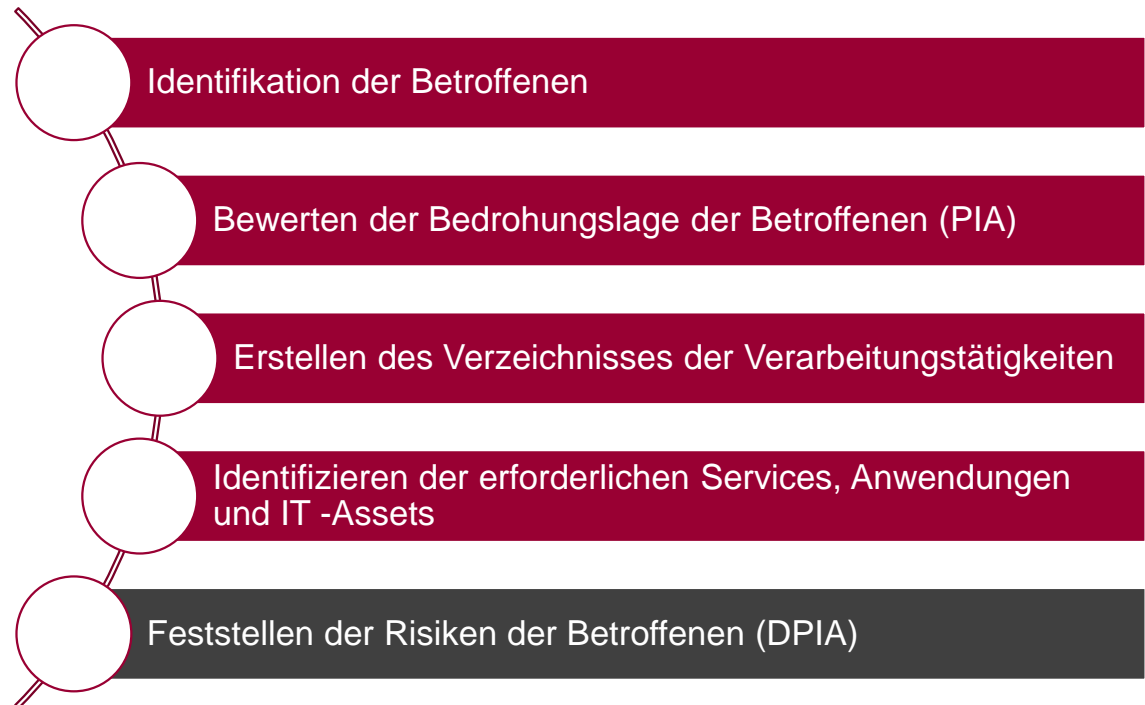 Identifikation der Betroffenen
Bewerten der Bedrohungslage der Betroffenen (PIA)
Erstellen des Verzeichnisses der Verarbeitungstätigkeiten
Identifizieren der erforderlichen Services, Anwendungen
und IT -Assets
Feststellen der Risiken der Betroffenen (DPIA)